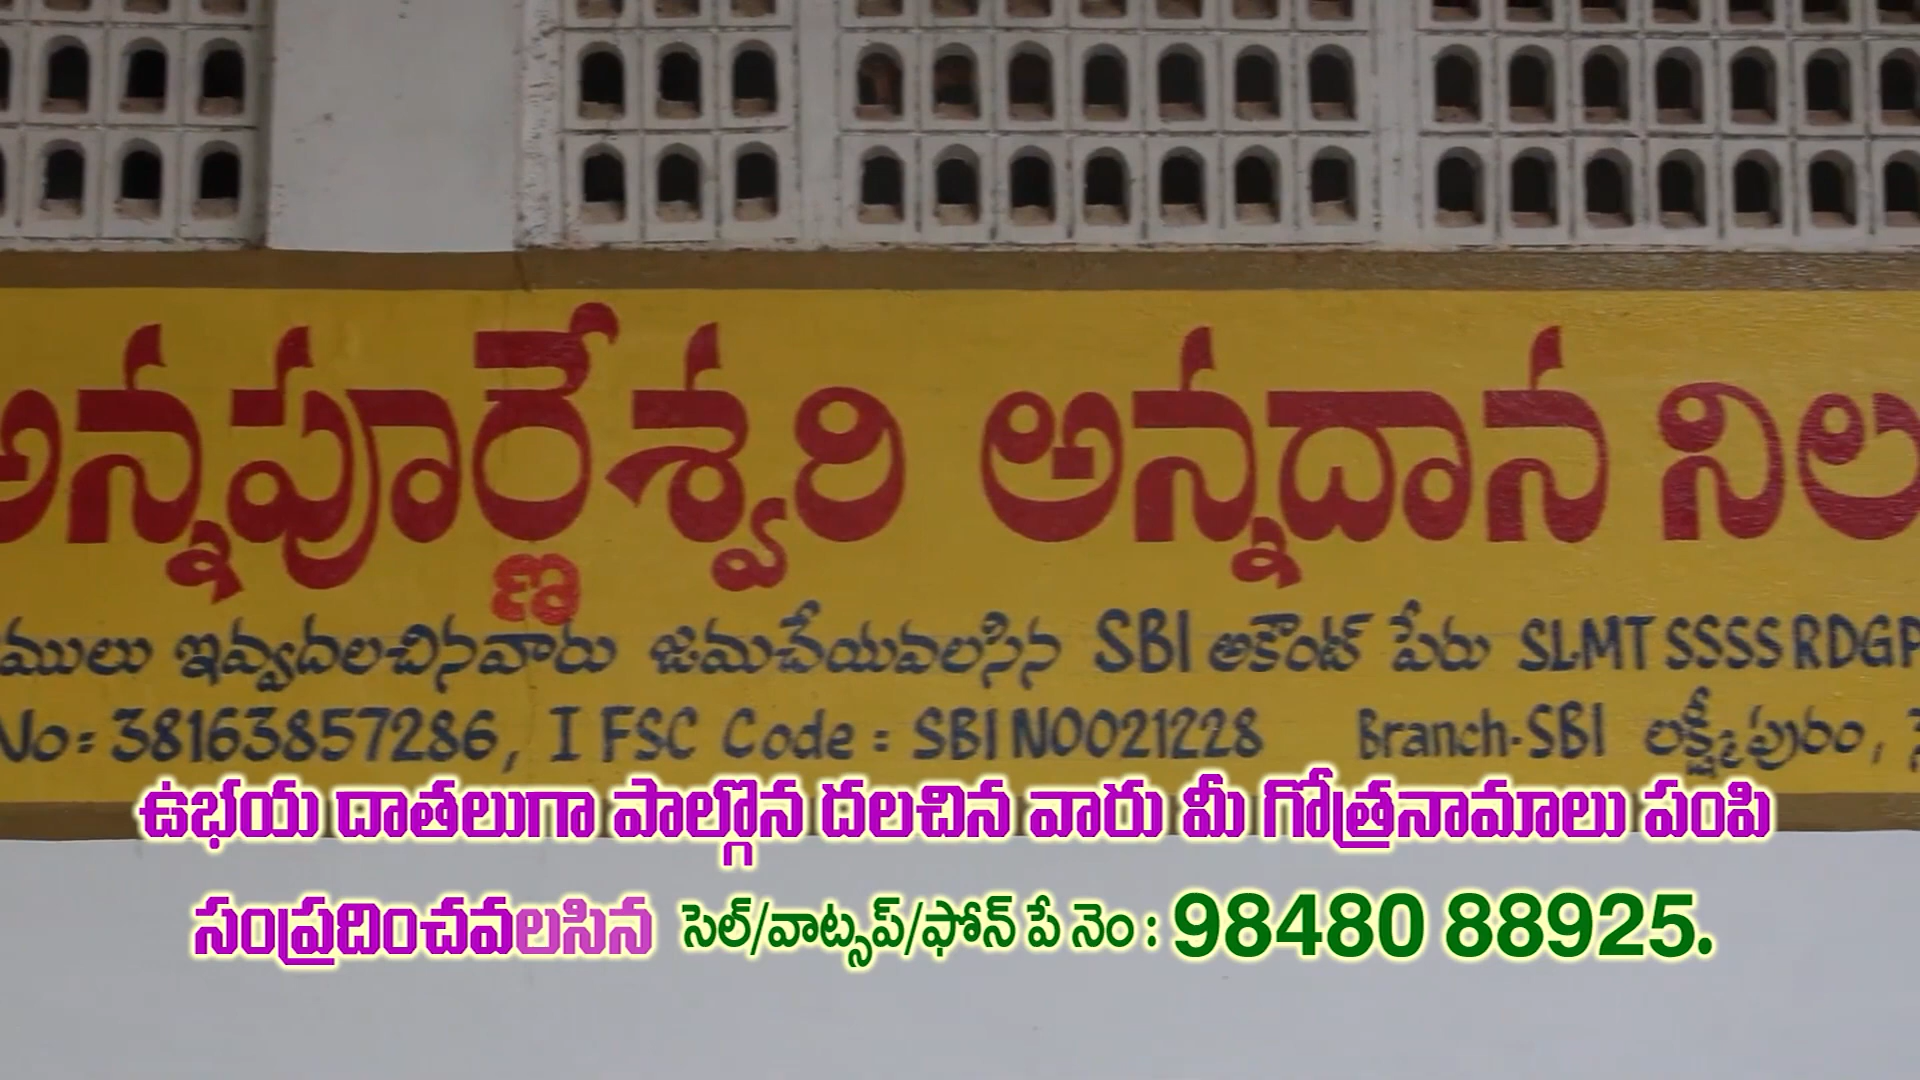 అన్నపూర్ణేశ్వరి అన్నదాన నిల
ములు ఇవ్వదలచినవారు జమచేయవలసిన SBI అకౌంట్ పేరు SLMT SSSS RDGP
No: 38163857286, IFSC Code: SBIN0021228 Branch-SBI లక్ష్మీపురం,
ఉభయ దాతలుగా పాల్గొన దలచిన వారు మీ గోత్రనామాలు పంపి
సంప్రదించవలసిన సెల్/వాట్సప్/ఫోన్ పే నెం : 98480 88925.